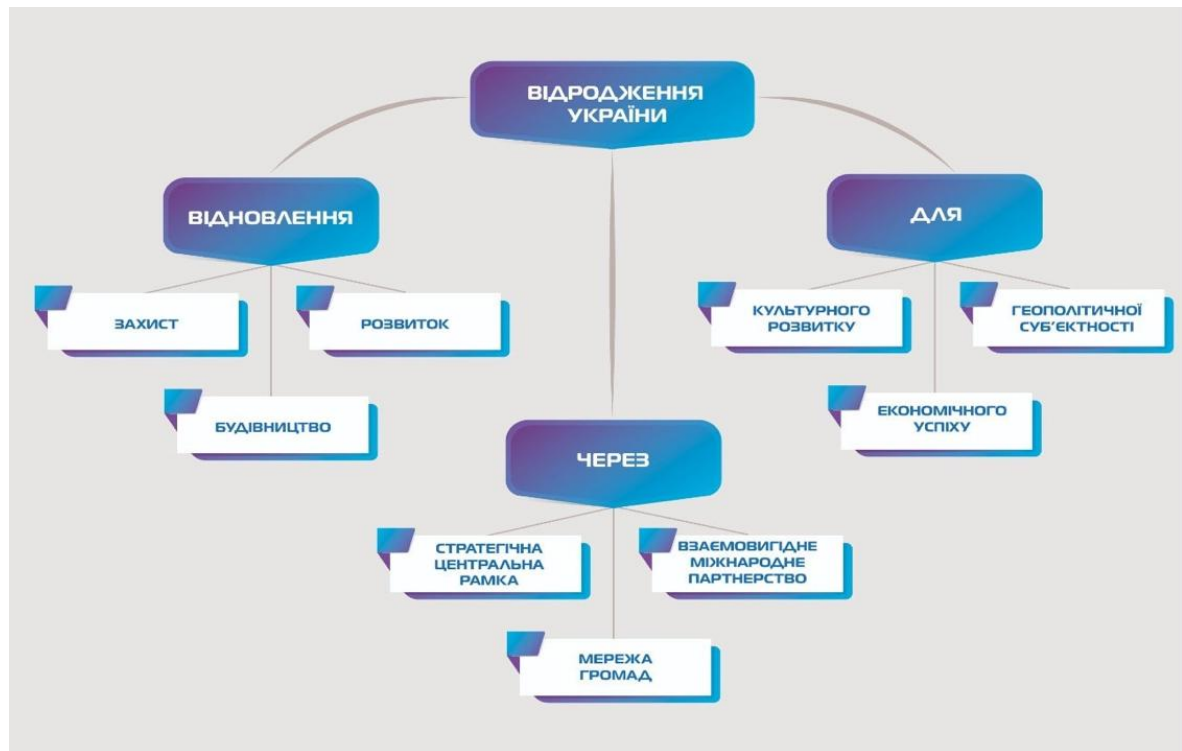 ВІДРОДЖЕННЯ
УКРАЇНИ
ВІДНОВЛЕННЯ
ЗАХИСТ
РОЗВИТОК
БУДІВНИЦТВО
ДЛЯ
КУЛЬТУРНОГО
РОЗВИТКУ
ГЕОПОЛІТИЧНОЇ
СУБ’ЄКТНОСТІ
ЕКОНОМІЧНОГО
УСПІХУ
ЧЕРЕЗ
СТРАТЕГІЧНА
ЦЕНТРАЛЬНА
РАМКА
ВЗАЄМОВИГІДНЕ
МІЖНАРОДНЕ
ПАРТНЕРСТВО
МЕРЕЖА
ГРОМАД